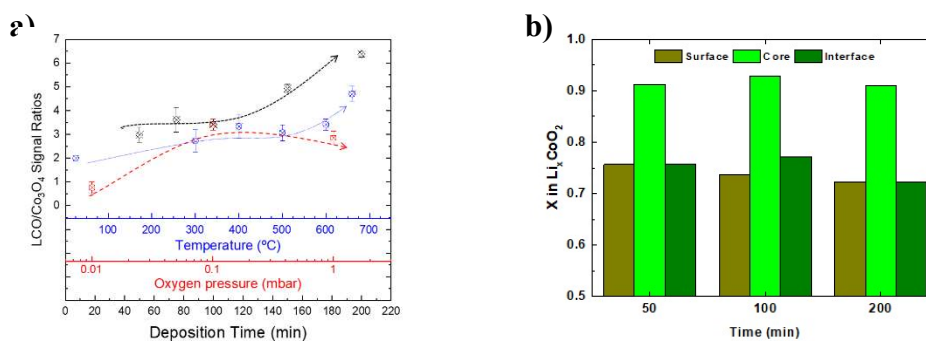 a)
7
6
5
4
3
2
1
0
LCO/Co₃O₄ Signal Ratios
100 200 300 400 500 600 700
Temperature (ºC)
0.01 0.1 1
Oxygen pressure (mbar)
0 20 40 60 80 100 120 140 160 180 200 220
Deposition Time (min)
b)
Surface Core Interface
1.0
0.9
0.8
0.7
0.6
0.5
X in LiₓCoO₂
50 100 200
Time (min)